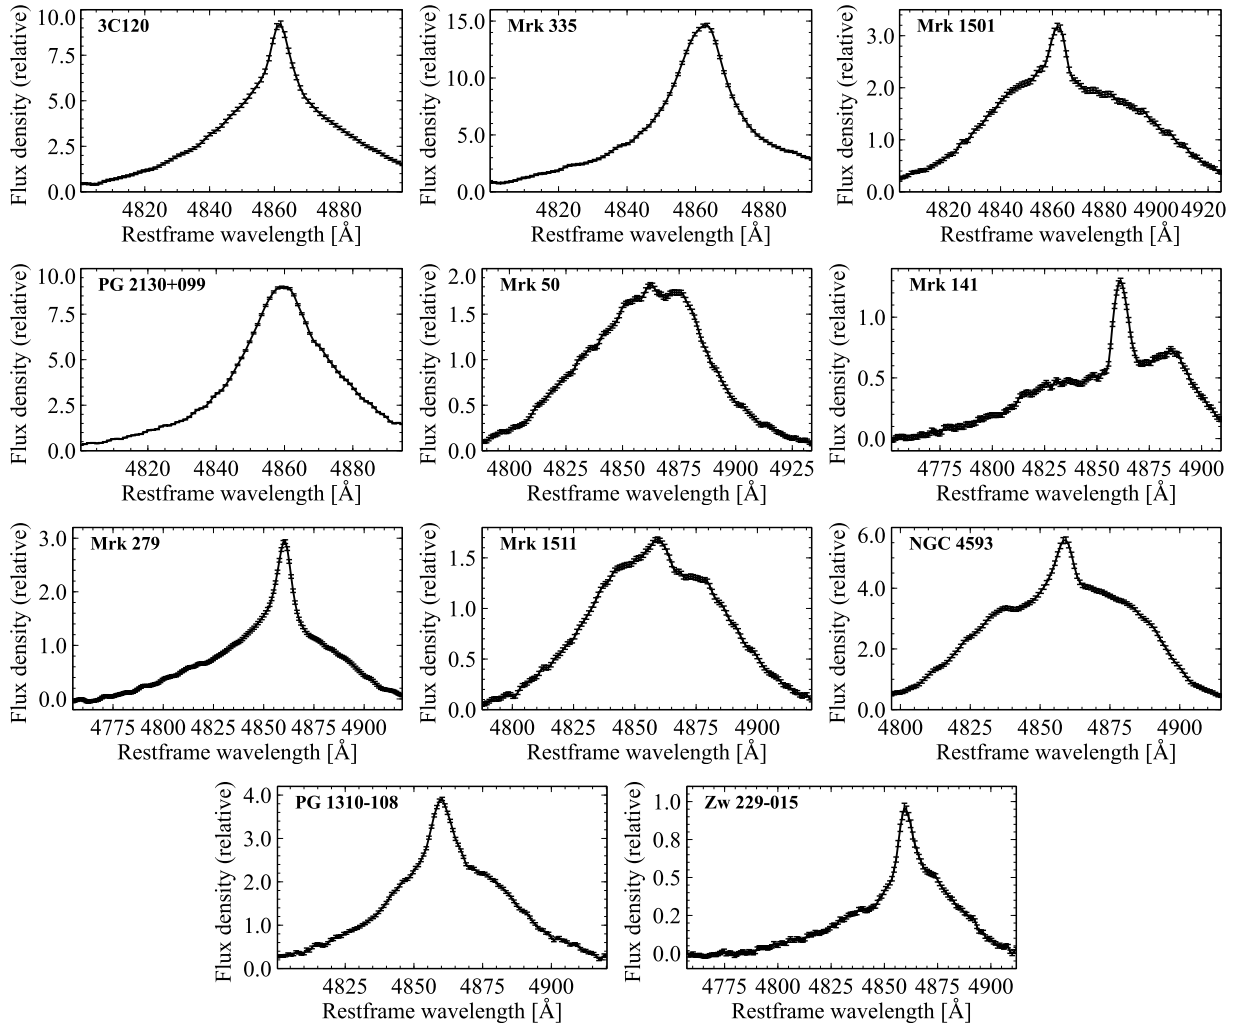 3C120
Flux density (relative)
10.0
7.5
5.0
2.5
0.0
4820 4840 4860 4880
Restframe wavelength [Å]
Mrk 335
Flux density (relative)
15.0
10.0
5.0
0.0
4820 4840 4860 4880
Restframe wavelength [Å]
Mrk 1501
Flux density (relative)
3.0
2.0
1.0
0.0
4820 4840 4860 4880 4900 4920
Restframe wavelength [Å]
PG 2130+099
Flux density (relative)
10.0
7.5
5.0
2.5
0.0
4820 4840 4860 4880
Restframe wavelength [Å]
Mrk 50
Flux density (relative)
2.0
1.5
1.0
0.5
0.0
4800 4825 4850 4875 4900 4925
Restframe wavelength [Å]
Mrk 141
Flux density (relative)
1.0
0.5
0.0
4775 4800 4825 4850 4875 4900
Restframe wavelength [Å]
Mrk 279
Flux density (relative)
3.0
2.0
1.0
0.0
4775 4800 4825 4850 4875 4900
Restframe wavelength [Å]
Mrk 1511
Flux density (relative)
1.5
1.0
0.5
0.0
4800 4825 4850 4875 4900
Restframe wavelength [Å]
NGC 4593
Flux density (relative)
6.0
4.0
2.0
0.0
4800 4825 4850 4875 4900
Restframe wavelength [Å]
PG 1310-108
Flux density (relative)
4.0
3.0
2.0
1.0
0.0
4825 4850 4875 4900
Restframe wavelength [Å]
Zw 229-015
Flux density (relative)
1.0
0.8
0.5
0.2
0.0
4775 4800 4825 4850 4875 4900
Restframe wavelength [Å]